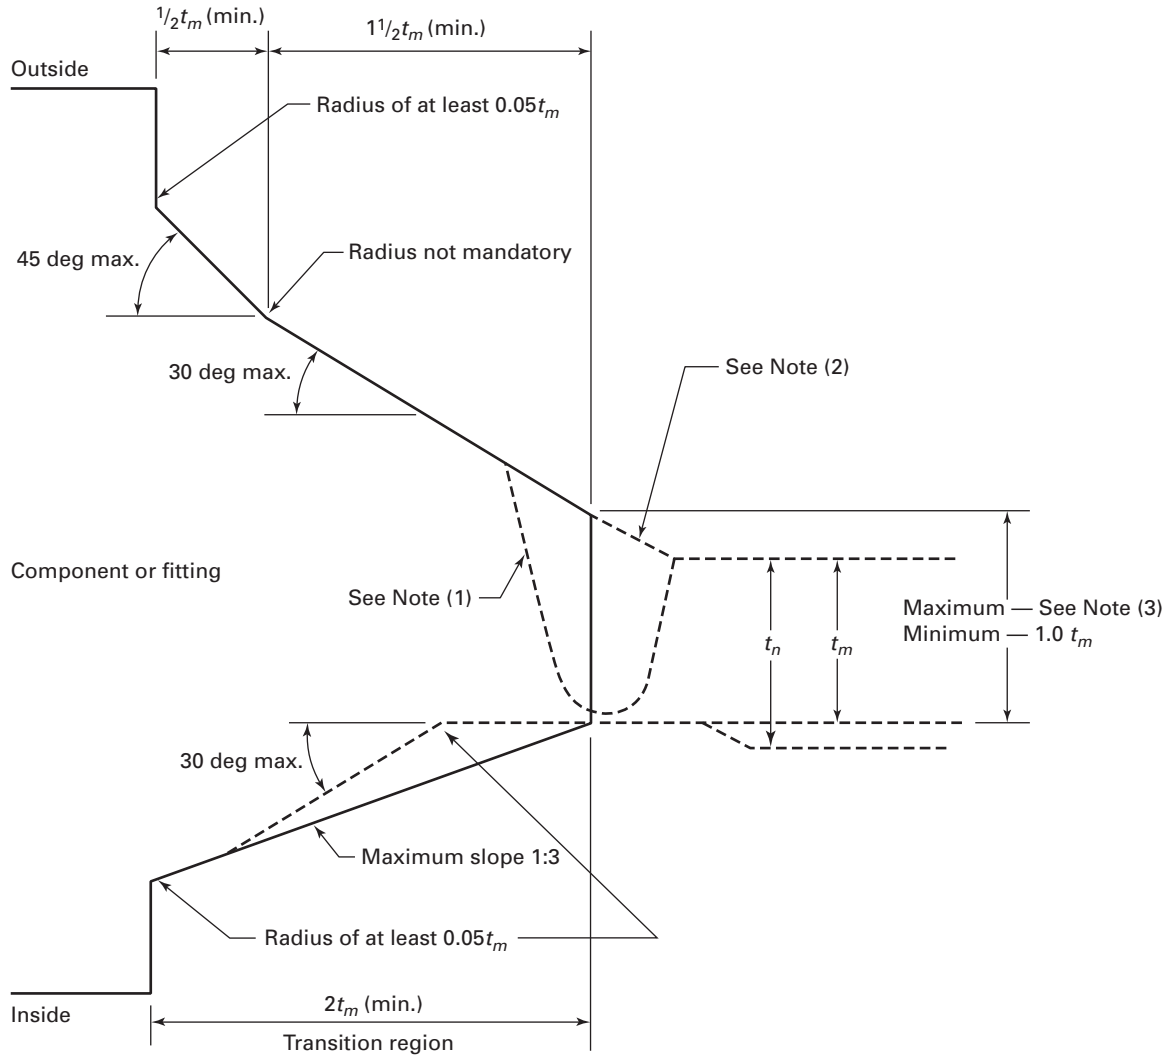 1/2tm (min.)
11/2tm (min.)
Outside
Radius of at least 0.05tm
45 deg max.
Radius not mandatory
30 deg max.
See Note (2)
Component or fitting
See Note (1)
Maximum — See Note (3)
Minimum — 1.0 tm
tn
tm
30 deg max.
Maximum slope 1:3
Radius of at least 0.05tm
Inside
2tm (min.)
Transition region